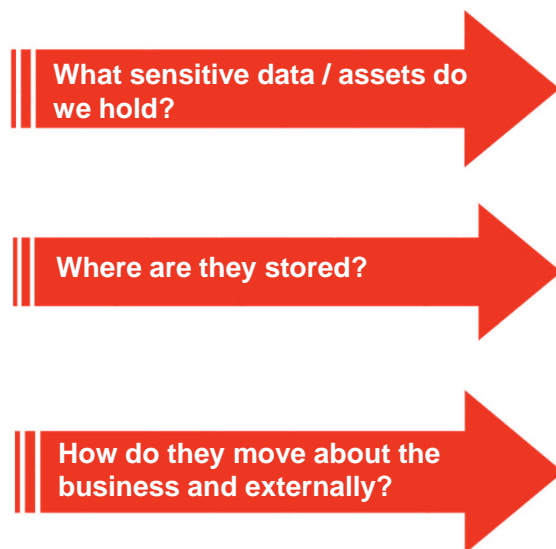 What sensitive data / assets do
we hold?
Where are they stored?
How do they move about the
business and externally?